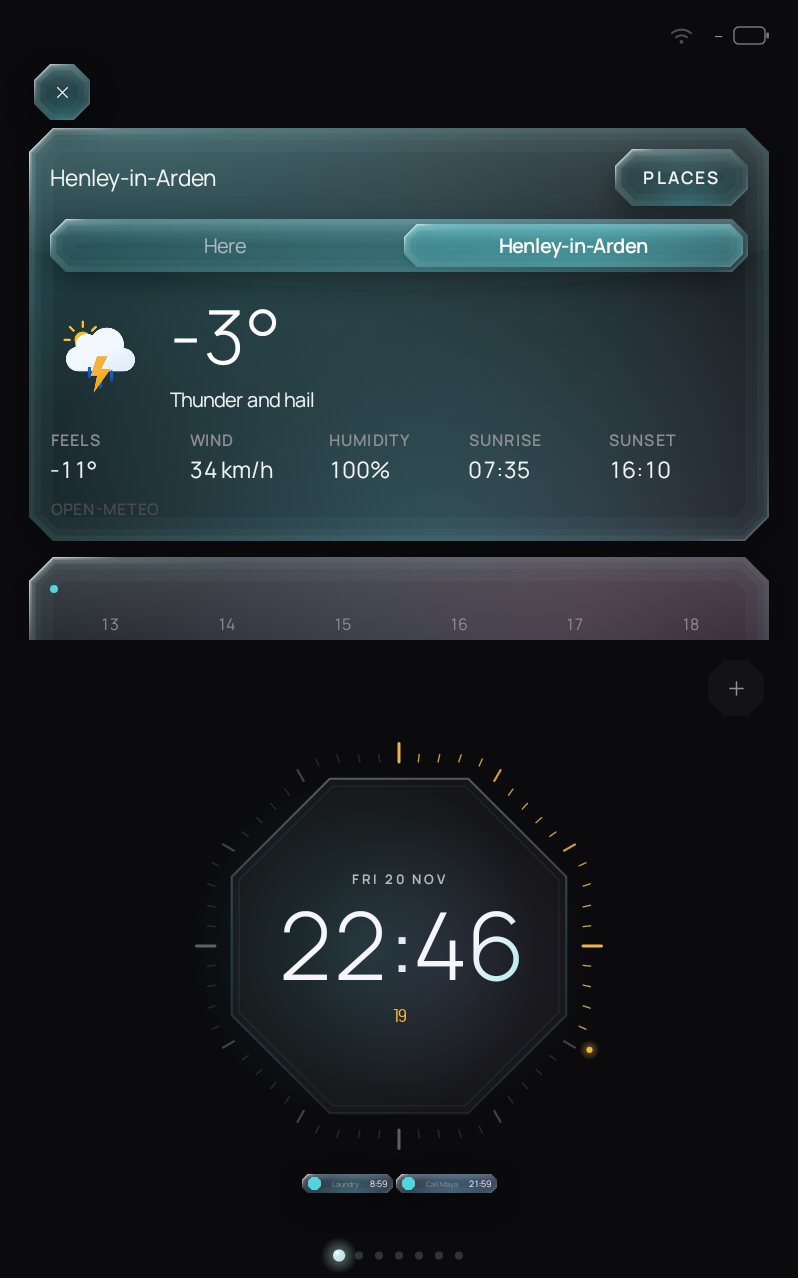 –
Henley-in-Arden
PLACES
Here
Henley-in-Arden
-3°
Thunder and hail
FEELS
WIND
HUMIDITY
SUNRISE
SUNSET
-11°
34 km/h
100%
07:35
16:10
OPEN-METEO
13
14
15
16
17
18
FRI 20 NOV
22:46
19
Laundry 8:59
Call Maya 21:59